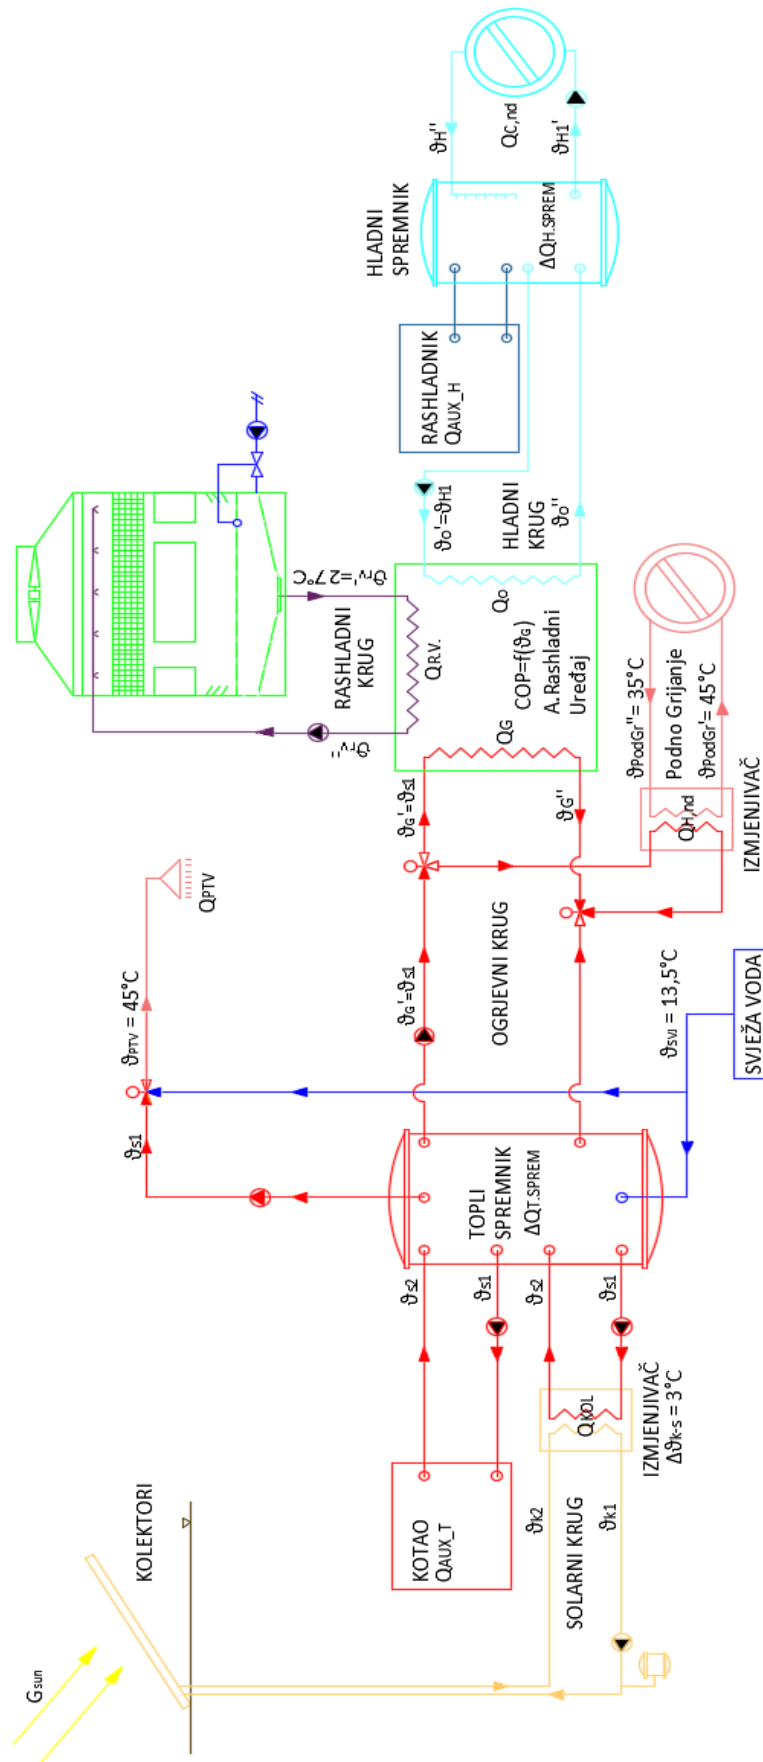 Gsun
KOLEKTORI
KOTAO
QAUX_T
SOLARNI KRUG
ϑk2
ϑk1
IZMJENJIVAČ
Δϑk-s = 3°C
QKOL
ϑs2
ϑs1
ϑs2
ϑs1
TOPLI
SPREMNIK
ΔQT.SPREM
ϑs1
ϑPTV = 45°C
QPTV
SVJEŽA VODA
ϑSVJ = 13,5°C
OGRJEVNI KRUG
ϑG'=ϑs1
ϑG'=ϑs1
ϑG''
IZMJENJIVAČ
QH,nd
ϑPodGr''= 35°C
Podno Grijanje
ϑPodGr'= 45°C
QG
COP=f(ϑG)
A.Rashladni
Uređaj
QR.V.
Qo
ϑrv''
RASHLADNI
KRUG
ϑrv'=27°C
ϑo'=ϑH1
HLADNI
KRUG
ϑo''
RASHLADNIK
QAUX_H
HLADNI
SPREMNIK
ΔQH.SPREM
ϑH''
QC,nd
ϑH1'